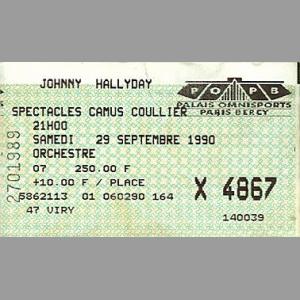 JOHNNY HALLYDAY
POPB
PALAIS OMNISPORTS
PARIS BERCY
SPECTACLES CAMUS COULLIER
21H00
SAMEDI 29 SEPTEMBRE 1990
ORCHESTRE
07 250.00 F
+10.00 F / PLACE
X 4867
5862113 01 060290 164
47 VIRY
140039
2701989